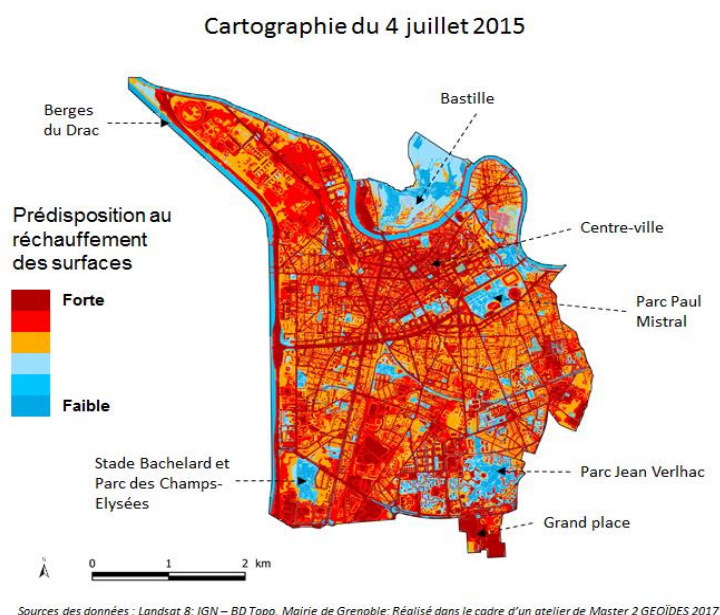 Cartographie du 4 juillet 2015
Bastille
Berges
du Drac
Prédisposition au
réchauffement
des surfaces
Forte
Faible
Centre-ville
Parc Paul
Mistral
Stade Bachelard et
Parc des Champs-
Elysées
Parc Jean Verlhac
Grand place
N
0 1 2 km
Sources des données : Landsat 8; IGN – BD Topo, Mairie de Grenoble; Réalisé dans le cadre d'un atelier de Master 2 GEOÏDES 2017